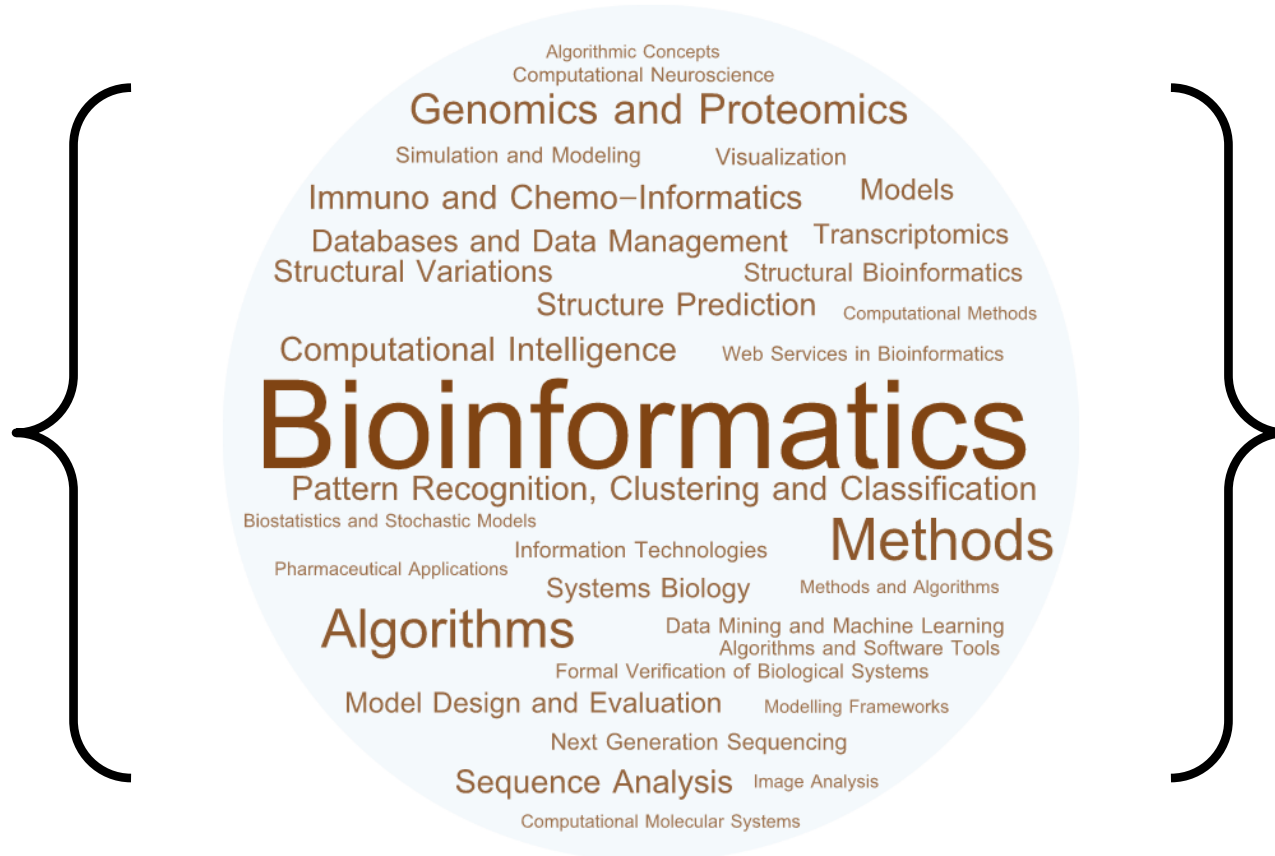 Algorithmic Concepts
Computational Neuroscience
Genomics and Proteomics
Simulation and Modeling
Visualization
Immuno and Chemo-Informatics
Models
Databases and Data Management
Transcriptomics
Structural Variations
Structural Bioinformatics
Structure Prediction
Computational Methods
Computational Intelligence
Web Services in Bioinformatics
Bioinformatics
Pattern Recognition, Clustering and Classification
Biostatistics and Stochastic Models
Methods
Information Technologies
Pharmaceutical Applications
Systems Biology
Methods and Algorithms
Algorithms
Data Mining and Machine Learning
Algorithms and Software Tools
Formal Verification of Biological Systems
Model Design and Evaluation
Modelling Frameworks
Next Generation Sequencing
Sequence Analysis
Image Analysis
Computational Molecular Systems